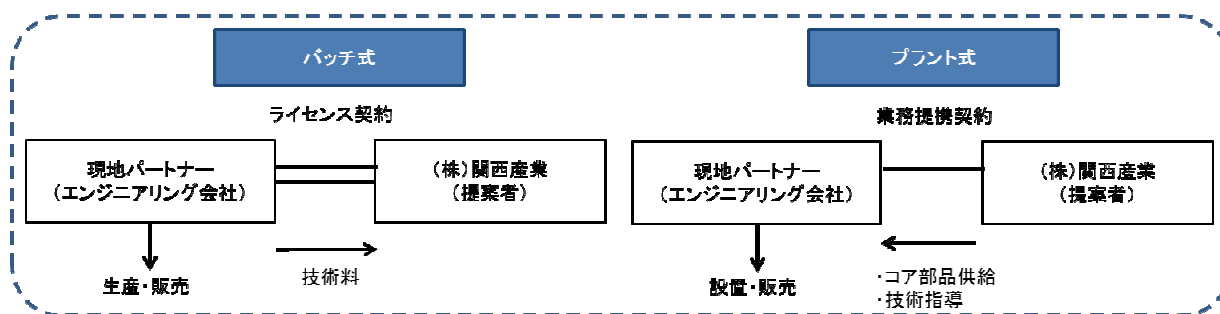 バッチ式
ライセンス契約
現地パートナー
(エンジニアリング会社)
(株)関西産業
(提案者)
生産・販売
技術料
プラント式
業務提携契約
現地パートナー
(エンジニアリング会社)
(株)関西産業
(提案者)
設置・販売
・コア部品供給
・技術指導